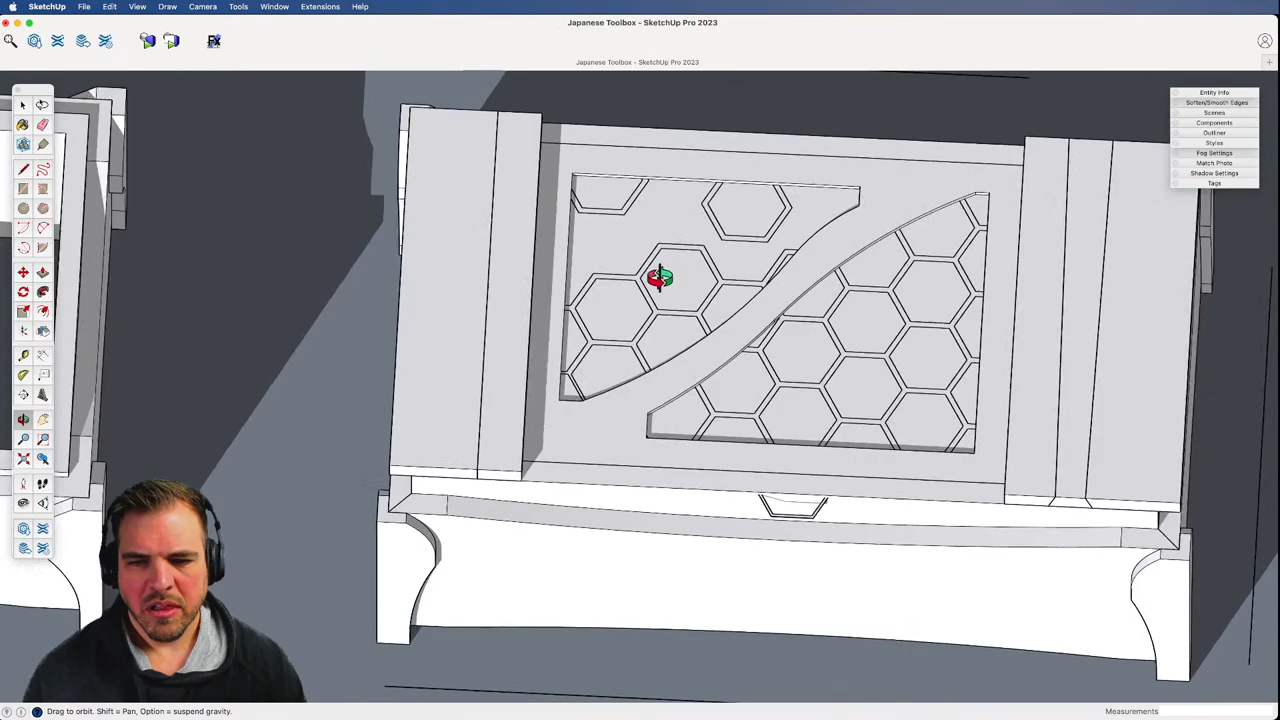 SketchUp File Edit View Draw Camera Tools Window Extensions Help
Japanese Toolbox - SketchUp Pro 2023
Japanese Toolbox - SketchUp Pro 2023
Entity Info
Soften/Smooth Edges
Scenes
Components
Outliner
Styles
Fog Settings
Match Photo
Shadow Settings
Tags
Drag to orbit. Shift = Pan, Option = suspend gravity.
Measurements